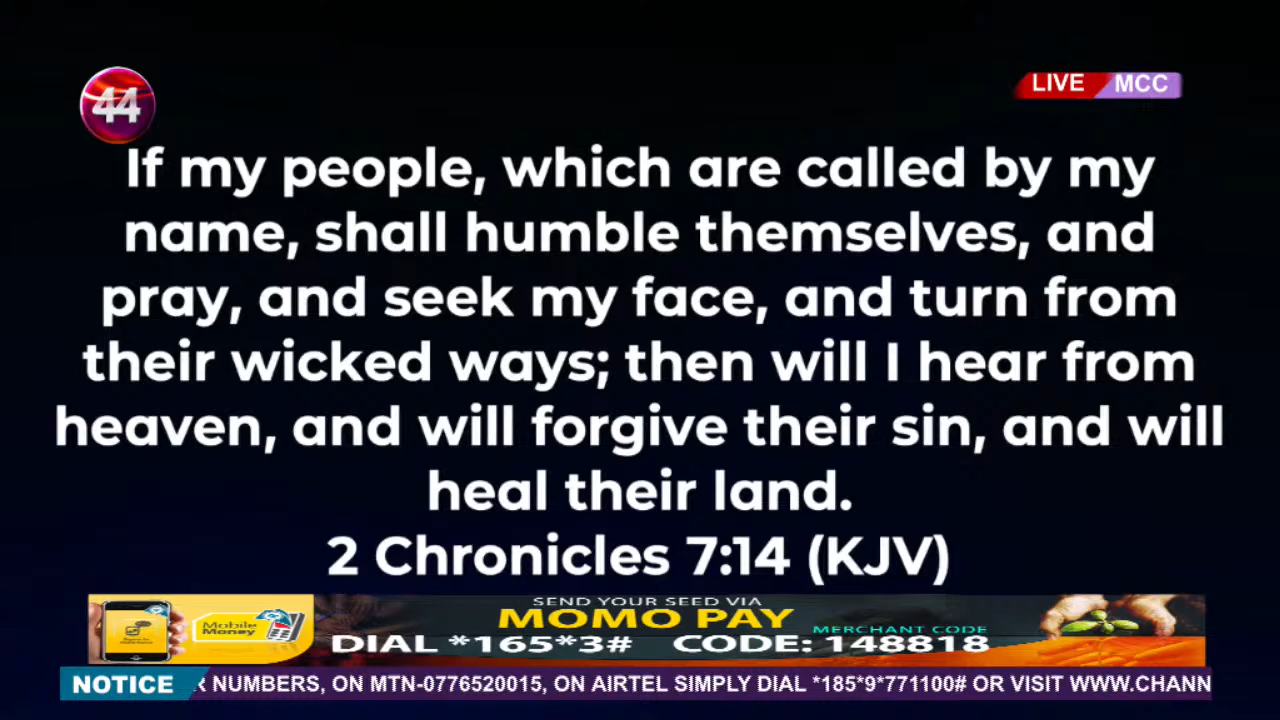 44
LIVE MCC
If my people, which are called by my
name, shall humble themselves, and
pray, and seek my face, and turn from
their wicked ways; then will I hear from
heaven, and will forgive their sin, and will
heal their land.
2 Chronicles 7:14 (KJV)
SEND YOUR SEED VIA
Mobile
Money
MOMO PAY
MERCHANT CODE
DIAL *165*3# CODE: 148818
NOTICE R NUMBERS, ON MTN-0776520015, ON AIRTEL SIMPLY DIAL *185*9*771100# OR VISIT WWW.CHANN